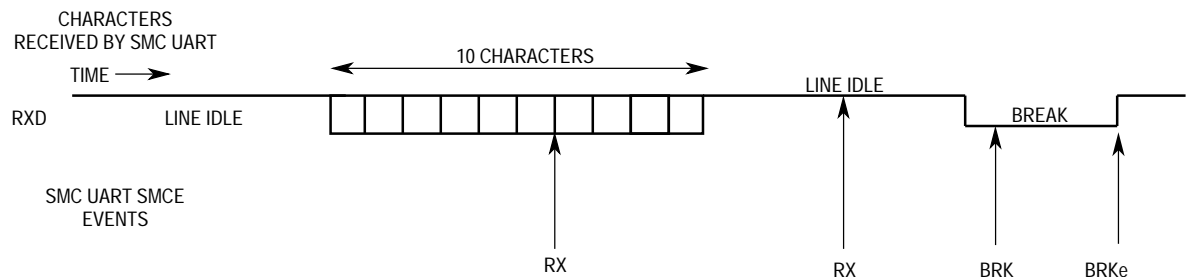 CHARACTERS
RECEIVED BY SMC UART
TIME
10 CHARACTERS
LINE IDLE
RXD
LINE IDLE
BREAK
SMC UART SMCE
EVENTS
RX
RX
BRK
BRKe